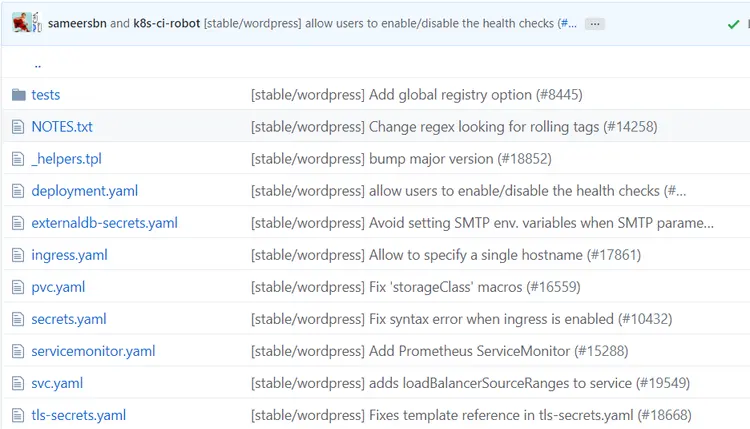 sameersbn and k8s-ci-robot [stable/wordpress] allow users to enable/disable the health checks (#...
..
tests [stable/wordpress] Add global registry option (#8445)
NOTES.txt [stable/wordpress] Change regex looking for rolling tags (#14258)
_helpers.tpl [stable/wordpress] bump major version (#18852)
deployment.yaml [stable/wordpress] allow users to enable/disable the health checks (#...
externaldb-secrets.yaml [stable/wordpress] Avoid setting SMTP env. variables when SMTP parame...
ingress.yaml [stable/wordpress] Allow to specify a single hostname (#17861)
pvc.yaml [stable/wordpress] Fix 'storageClass' macros (#16559)
secrets.yaml [stable/wordpress] Fix syntax error when ingress is enabled (#10432)
servicemonitor.yaml [stable/wordpress] Add Prometheus ServiceMonitor (#15288)
svc.yaml [stable/wordpress] adds loadBalancerSourceRanges to service (#19549)
tls-secrets.yaml [stable/wordpress] Fixes template reference in tls-secrets.yaml (#18668)